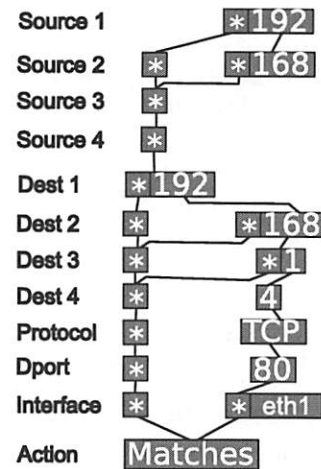 Source 1 * 192
Source 2 * * 168
Source 3 *
Source 4 *
Dest 1 * 192
Dest 2 * * 168
Dest 3 * * 1
Dest 4 * 4
Protocol * TCP
Dport * 80
Interface * * eth1
Action Matches